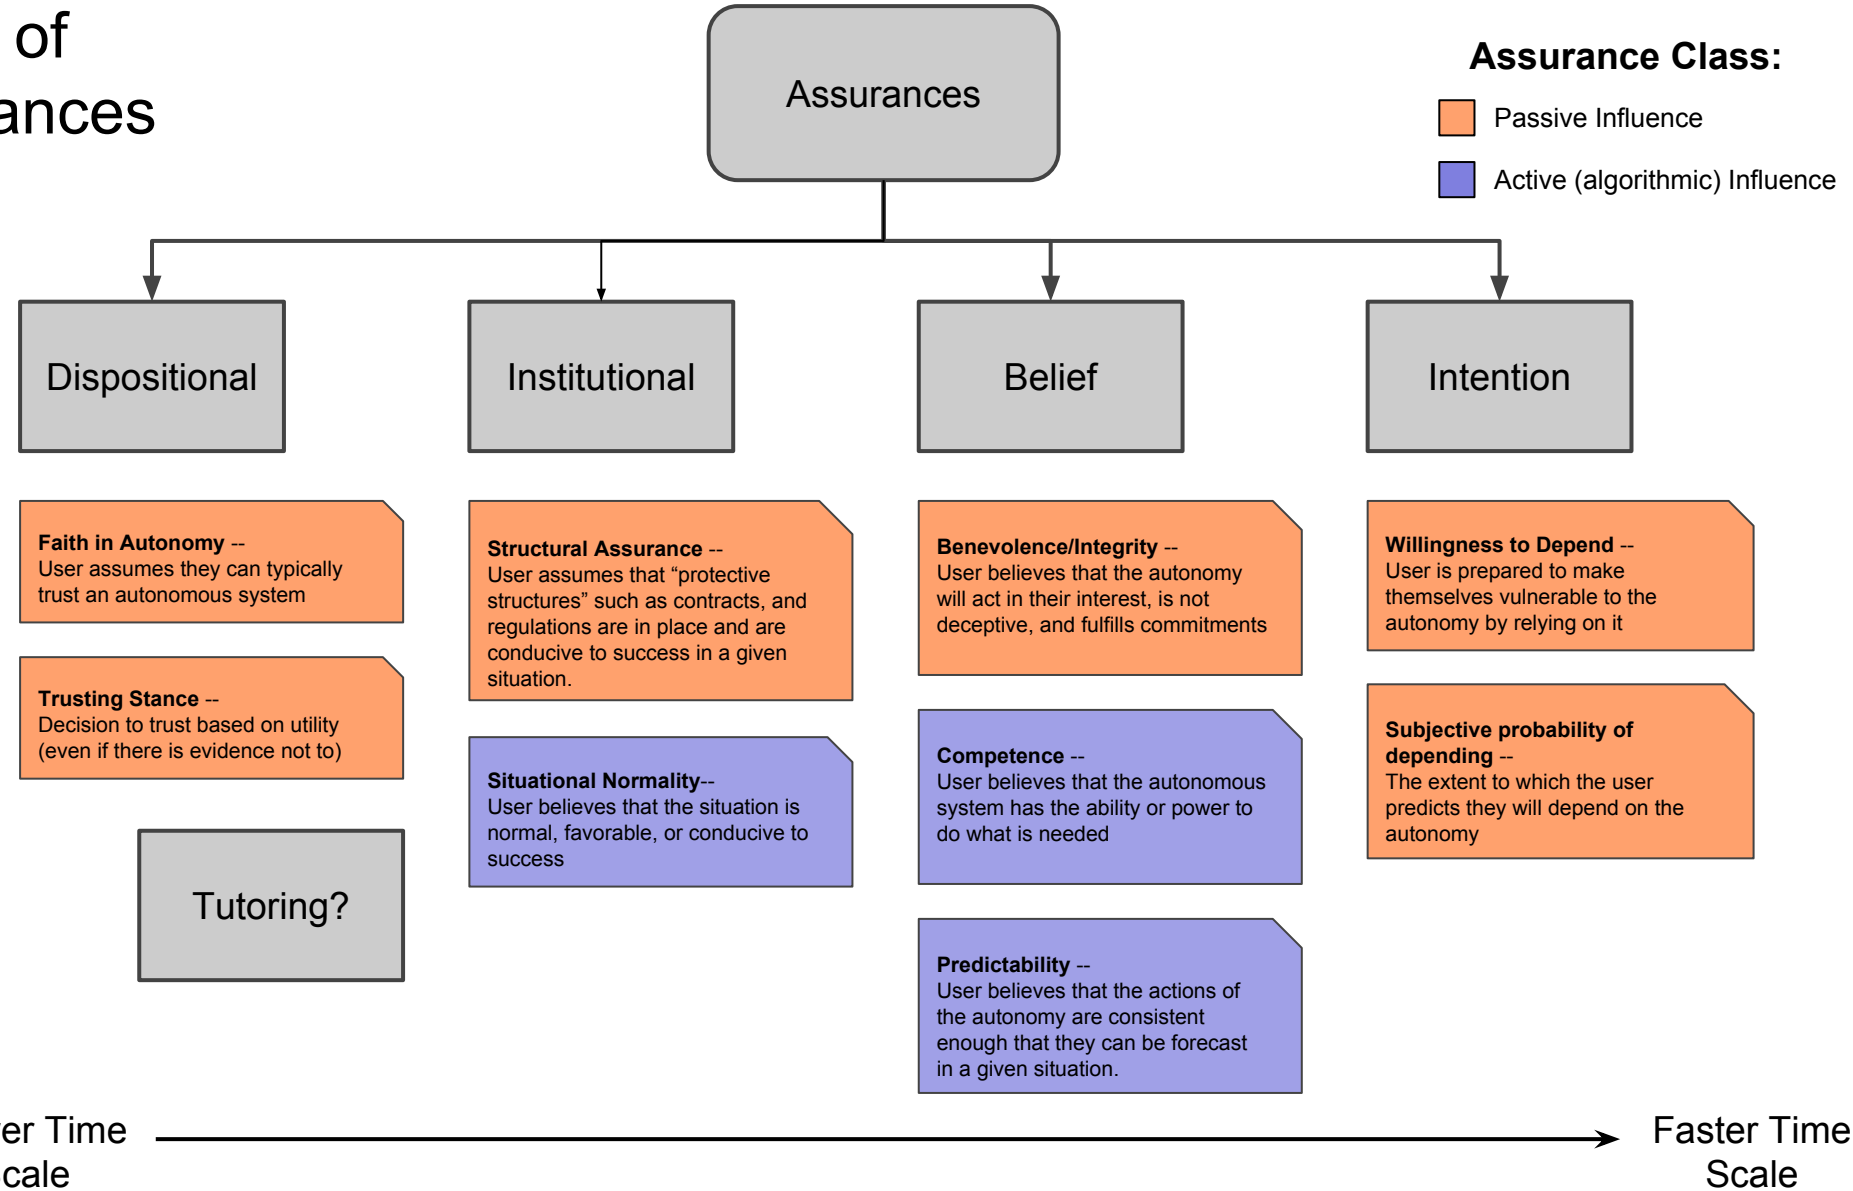 of
ances
Assurances
Assurance Class:
Passive Influence
Active (algorithmic) Influence
Dispositional
Institutional
Belief
Intention
Faith in Autonomy --
User assumes they can typically
trust an autonomous system
Trusting Stance --
Decision to trust based on utility
(even if there is evidence not to)
Tutoring?
Structural Assurance --
User assumes that “protective
structures” such as contracts, and
regulations are in place and are
conducive to success in a given
situation.
Situational Normality--
User believes that the situation is
normal, favorable, or conducive to
success
Benevolence/Integrity --
User believes that the autonomy
will act in their interest, is not
deceptive, and fulfills commitments
Competence --
User believes that the autonomous
system has the ability or power to
do what is needed
Predictability --
User believes that the actions of
the autonomy are consistent
enough that they can be forecast
in a given situation.
Willingness to Depend --
User is prepared to make
themselves vulnerable to the
autonomy by relying on it
Subjective probability of
depending --
The extent to which the user
predicts they will depend on the
autonomy
er Time
cale
Faster Time
Scale